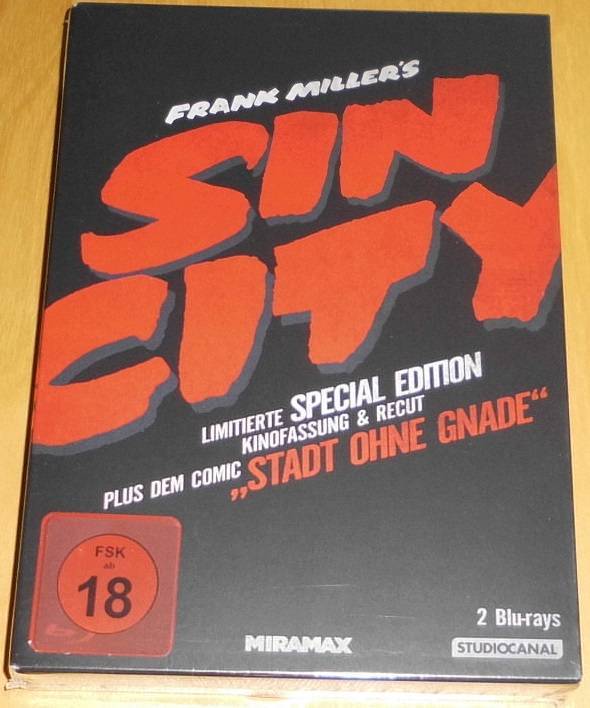 FRANK MILLER'S
SIN
CITY
LIMITIERTE SPECIAL EDITION
KINOFASSUNG & RECUT
PLUS DEM COMIC „STADT OHNE GNADE“
FSK
ab
18
2 Blu-rays
MIRAMAX
STUDIOCANAL